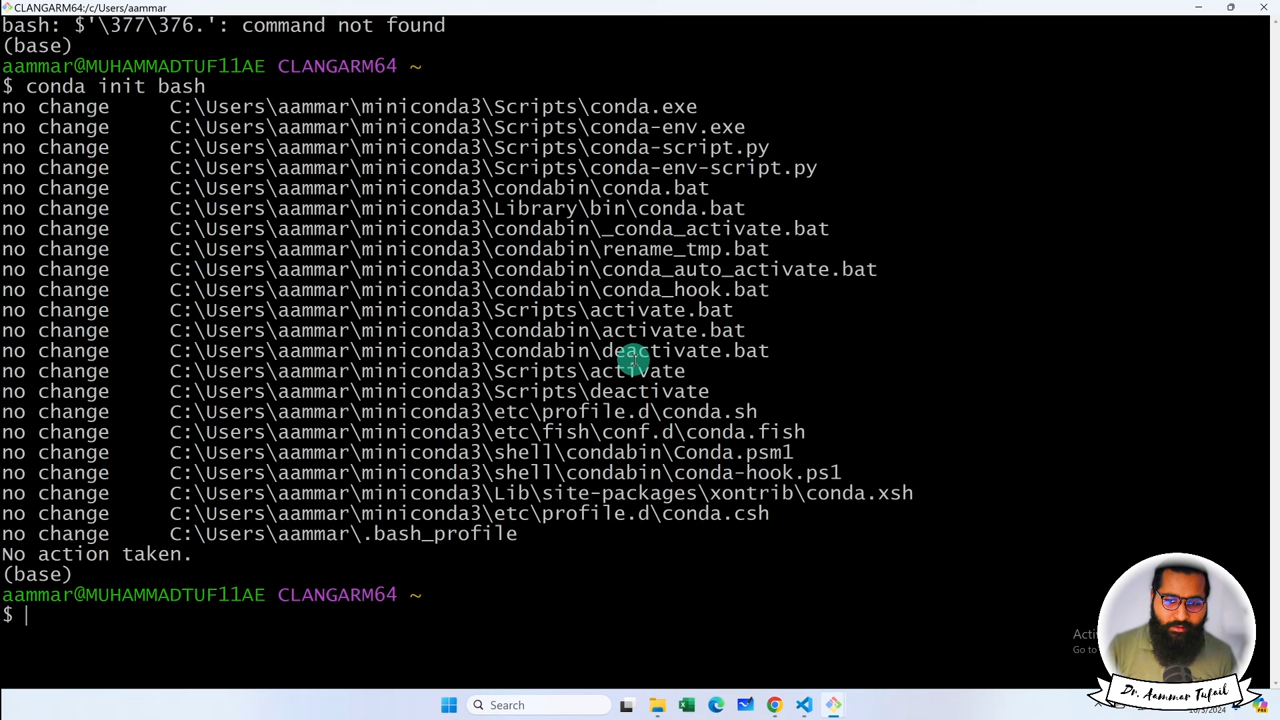 CLANGARM64:/c/Users/aammar
bash: $'\377\376.': command not found
(base)
aammar@MUHAMMADTUF11AE CLANGARM64 ~
$ conda init bash
no change     C:\Users\aammar\miniconda3\Scripts\conda.exe
no change     C:\Users\aammar\miniconda3\Scripts\conda-env.exe
no change     C:\Users\aammar\miniconda3\Scripts\conda-script.py
no change     C:\Users\aammar\miniconda3\Scripts\conda-env-script.py
no change     C:\Users\aammar\miniconda3\condabin\conda.bat
no change     C:\Users\aammar\miniconda3\Library\bin\conda.bat
no change     C:\Users\aammar\miniconda3\condabin\_conda_activate.bat
no change     C:\Users\aammar\miniconda3\condabin\rename_tmp.bat
no change     C:\Users\aammar\miniconda3\condabin\conda_auto_activate.bat
no change     C:\Users\aammar\miniconda3\condabin\conda_hook.bat
no change     C:\Users\aammar\miniconda3\Scripts\activate.bat
no change     C:\Users\aammar\miniconda3\condabin\activate.bat
no change     C:\Users\aammar\miniconda3\condabin\deactivate.bat
no change     C:\Users\aammar\miniconda3\Scripts\activate
no change     C:\Users\aammar\miniconda3\Scripts\deactivate
no change     C:\Users\aammar\miniconda3\etc\profile.d\conda.sh
no change     C:\Users\aammar\miniconda3\etc\fish\conf.d\conda.fish
no change     C:\Users\aammar\miniconda3\shell\condabin\Conda.psm1
no change     C:\Users\aammar\miniconda3\shell\condabin\conda-hook.ps1
no change     C:\Users\aammar\miniconda3\Lib\site-packages\xontrib\conda.xsh
no change     C:\Users\aammar\miniconda3\etc\profile.d\conda.csh
no change     C:\Users\aammar\.bash_profile
No action taken.
(base)
aammar@MUHAMMADTUF11AE CLANGARM64 ~
$
Acti
Go to
Dr. Aammar Tufail
Search